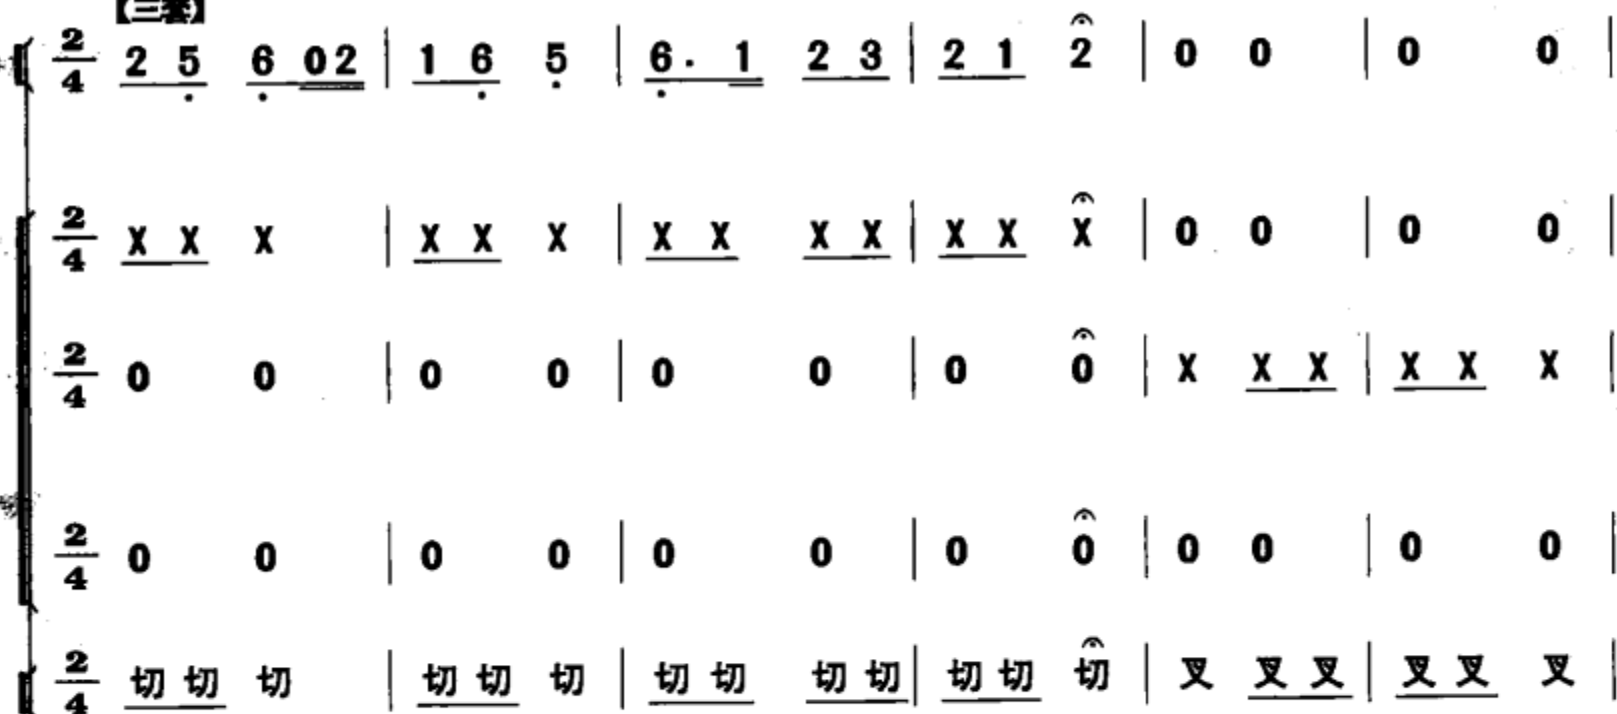 【三套】
2/4 2 5 6 02 | 1 6 5 | 6. 1 2 3 | 2 1 2 | 0 0 | 0 0 |
2/4 X X X | X X X | X X X X | X X X | 0 0 | 0 0 |
2/4 0 0 | 0 0 | 0 0 | 0 0 | X X X | X X X |
2/4 0 0 | 0 0 | 0 0 | 0 0 | 0 0 | 0 0 |
2/4 切切 切 | 切切 切 | 切切 切切 | 切切 切 | 叉 叉叉 | 叉叉 叉 |